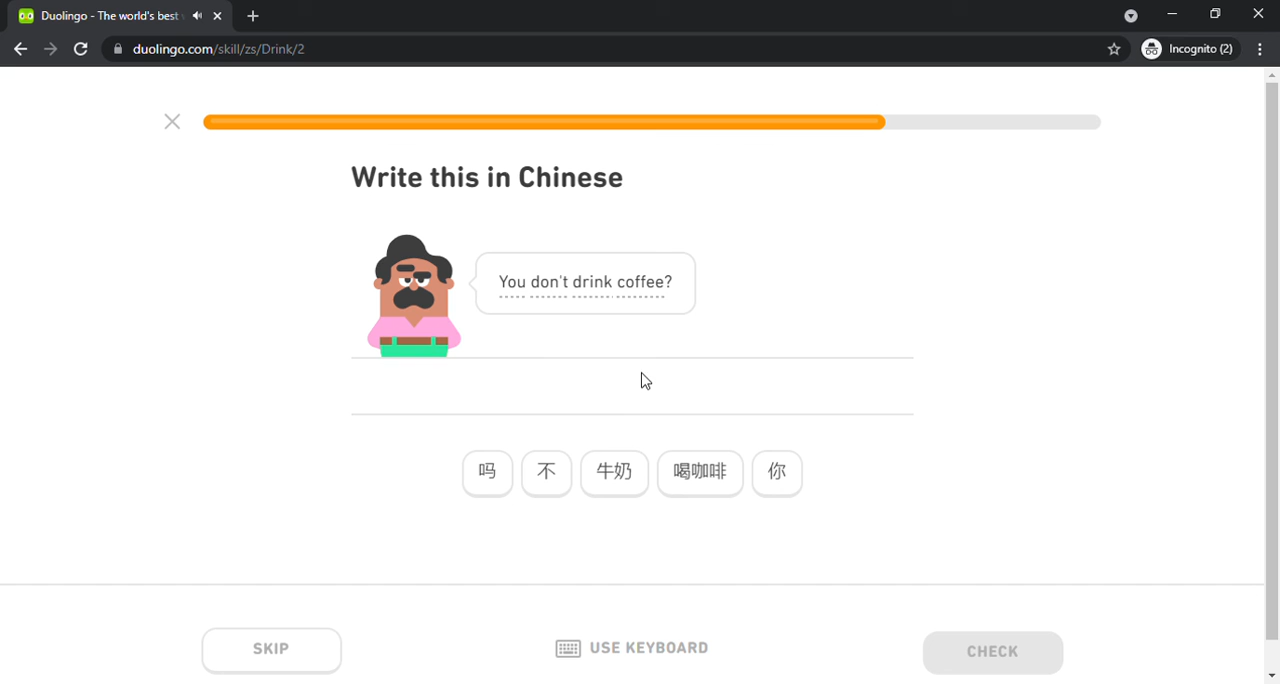 Duolingo - The world's best
duolingo.com/skill/zs/Drink/2
Incognito (2)
Write this in Chinese
You don't drink coffee?
吗 不 牛奶 喝咖啡 你
SKIP
USE KEYBOARD
CHECK